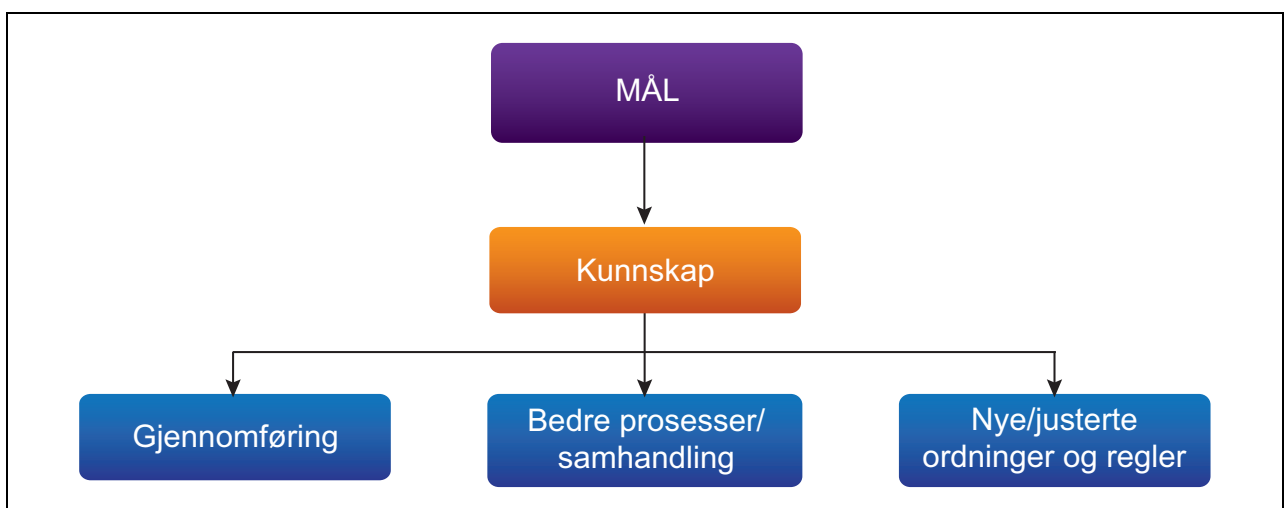 MÅL
Kunnskap
Gjennomføring
Bedre prosesser/
samhandling
Nye/justerte
ordninger og regler